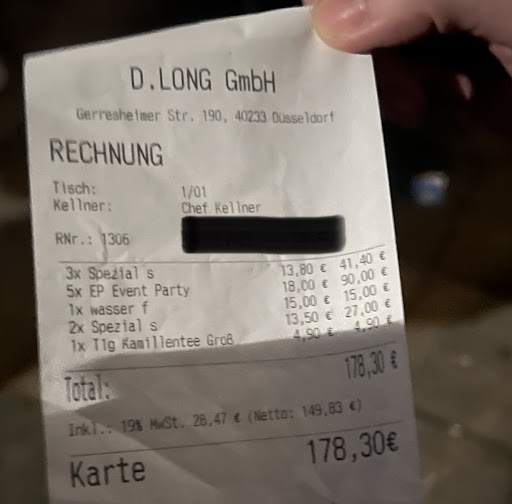 D.LONG GmbH
Gerresheimer Str. 190, 40233 Düsseldorf
RECHNUNG
Tisch: 1/01
Kellner: Chef Kellner
RNr.: 1306
3x Spezial s 13,80 € 41,40 €
5x EP Event Party 18,00 € 90,00 €
1x wasser f 15,00 € 15,00 €
2x Spezial s 13,50 € 27,00 €
1x Tlg Kamillentee Groß 4,90 € 4,90 €
Total: 178,30 €
Inkl.: 19% MwSt. 28,47 € (Netto: 149,83 €)
Karte 178,30€